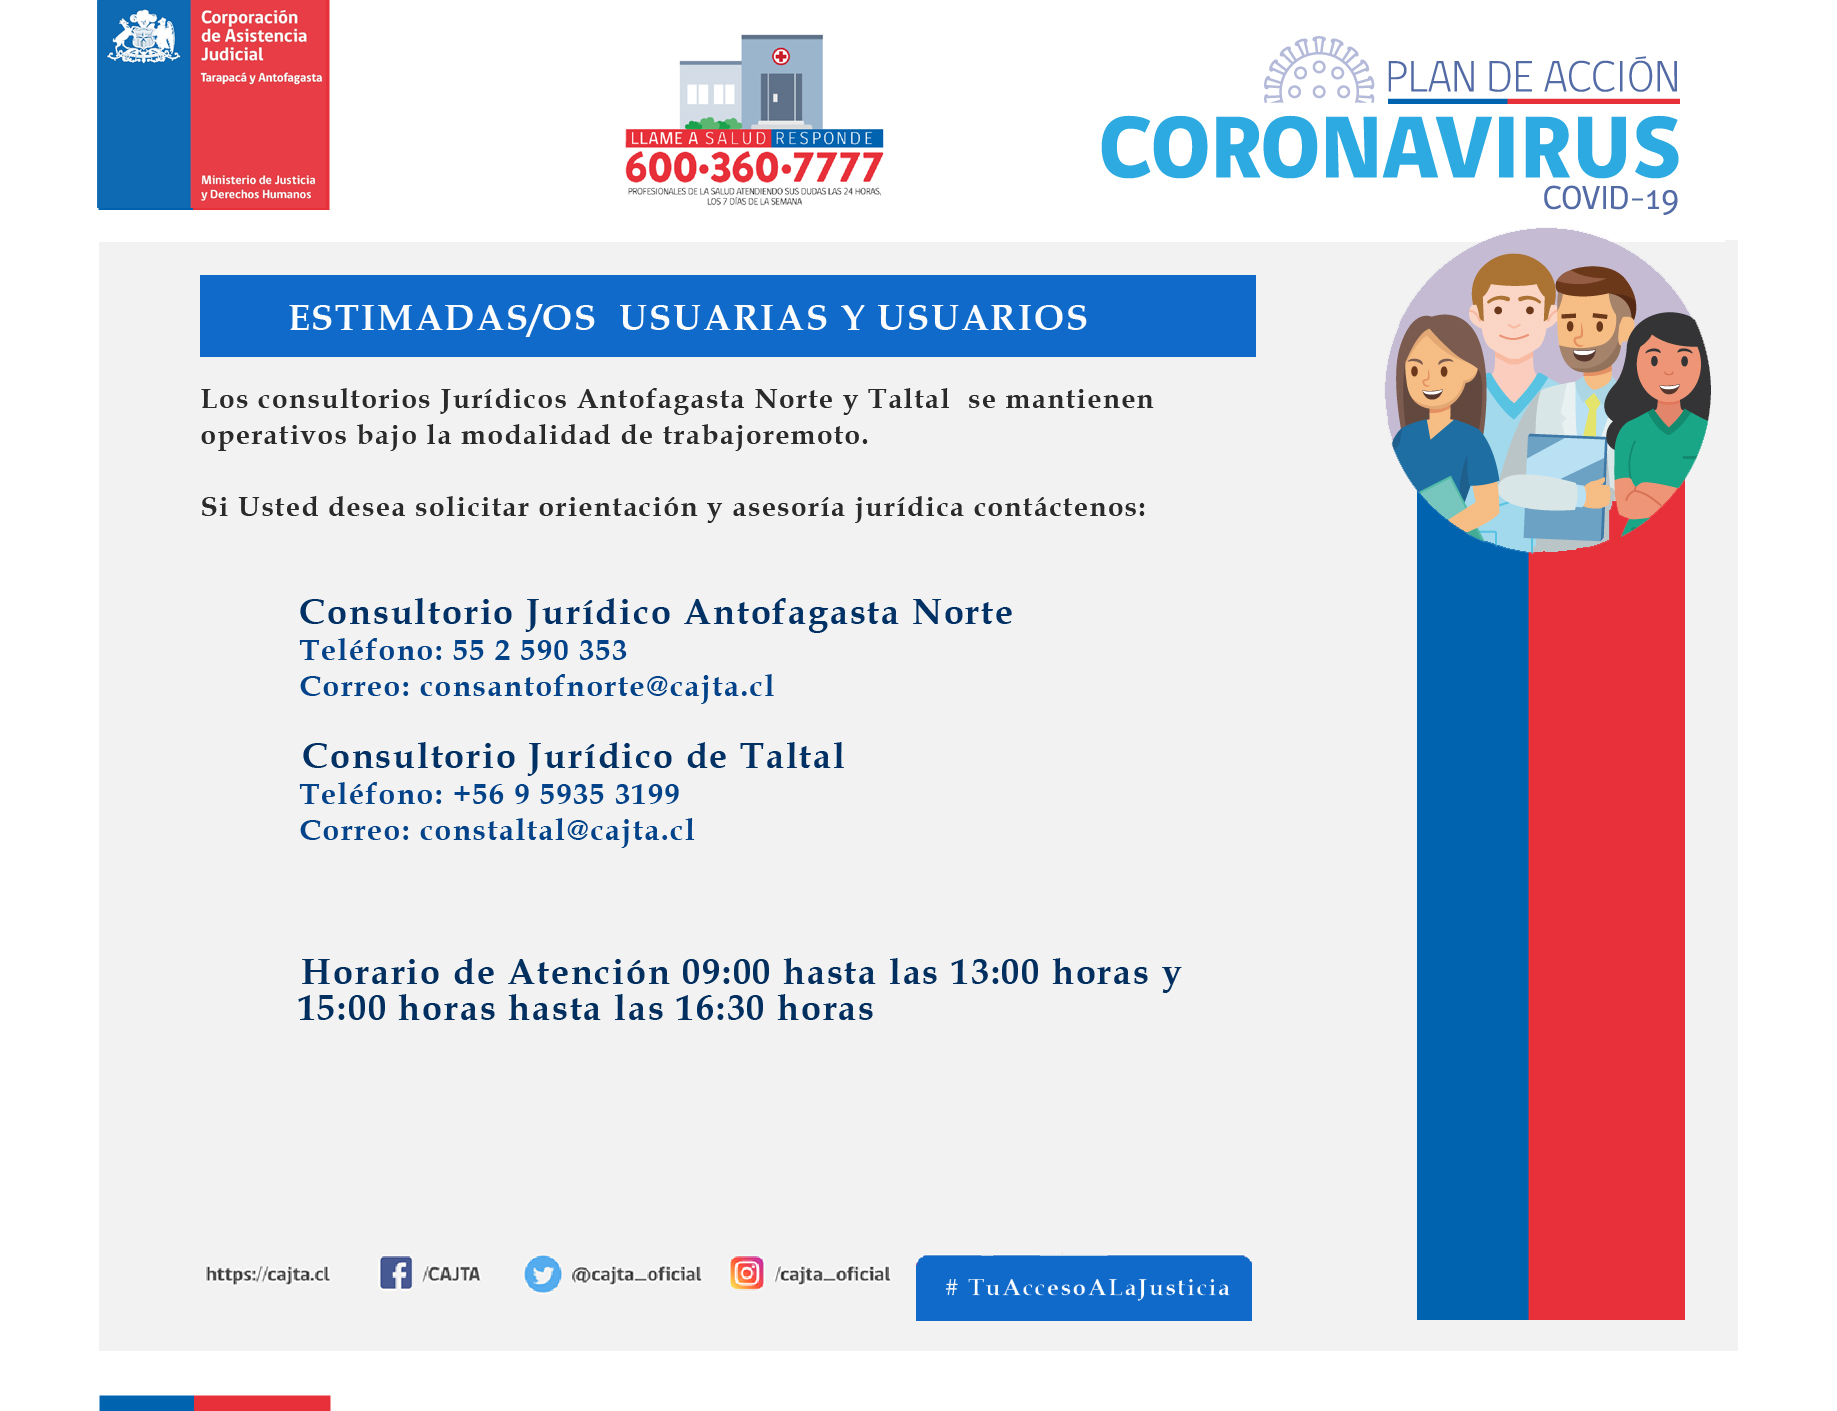 Corporación
de Asistencia
Judicial
Tarapacá y Antofagasta
Ministerio de Justicia
y Derechos Humanos
LLAME A SALUD RESPONDE
600•360•7777
PROFESIONALES DE LA SALUD ATENDIENDO SUS DUDAS LAS 24 HORAS,
LOS 7 DÍAS DE LA SEMANA
PLAN DE ACCIÓN
CORONAVIRUS
COVID-19
ESTIMADAS/OS USUARIAS Y USUARIOS
Los consultorios Jurídicos Antofagasta Norte y Taltal se mantienen
operativos bajo la modalidad de trabajoremoto.
Si Usted desea solicitar orientación y asesoría jurídica contáctenos:
Consultorio Jurídico Antofagasta Norte
Teléfono: 55 2 590 353
Correo: consantofnorte@cajta.cl
Consultorio Jurídico de Taltal
Teléfono: +56 9 5935 3199
Correo: constaltal@cajta.cl
Horario de Atención 09:00 hasta las 13:00 horas y
15:00 horas hasta las 16:30 horas
https://cajta.cl /CAJTA @cajta_oficial /cajta_oficial # TuAccesoALaJusticia